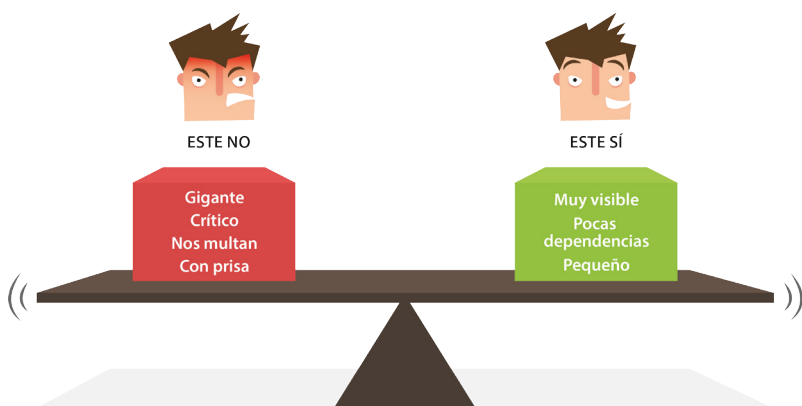 ESTE NO
ESTE SÍ
Gigante
Crítico
Nos multan
Con prisa
Muy visible
Pocas
dependencias
Pequeño